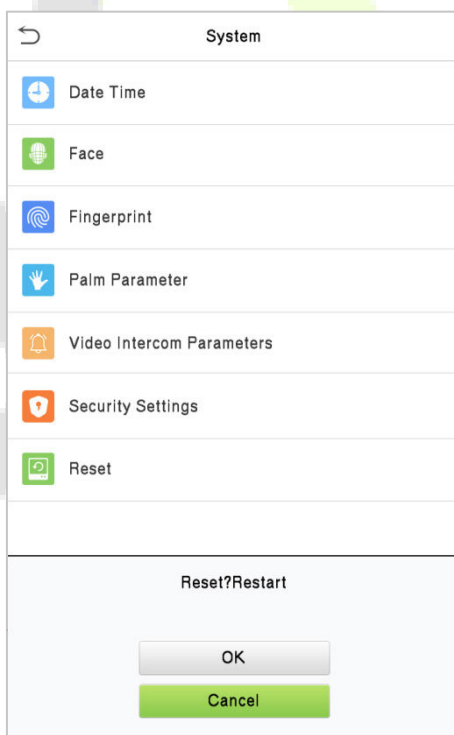 System
Date Time
Face
Fingerprint
Palm Parameter
Video Intercom Parameters
Security Settings
Reset
Reset?Restart
OK
Cancel